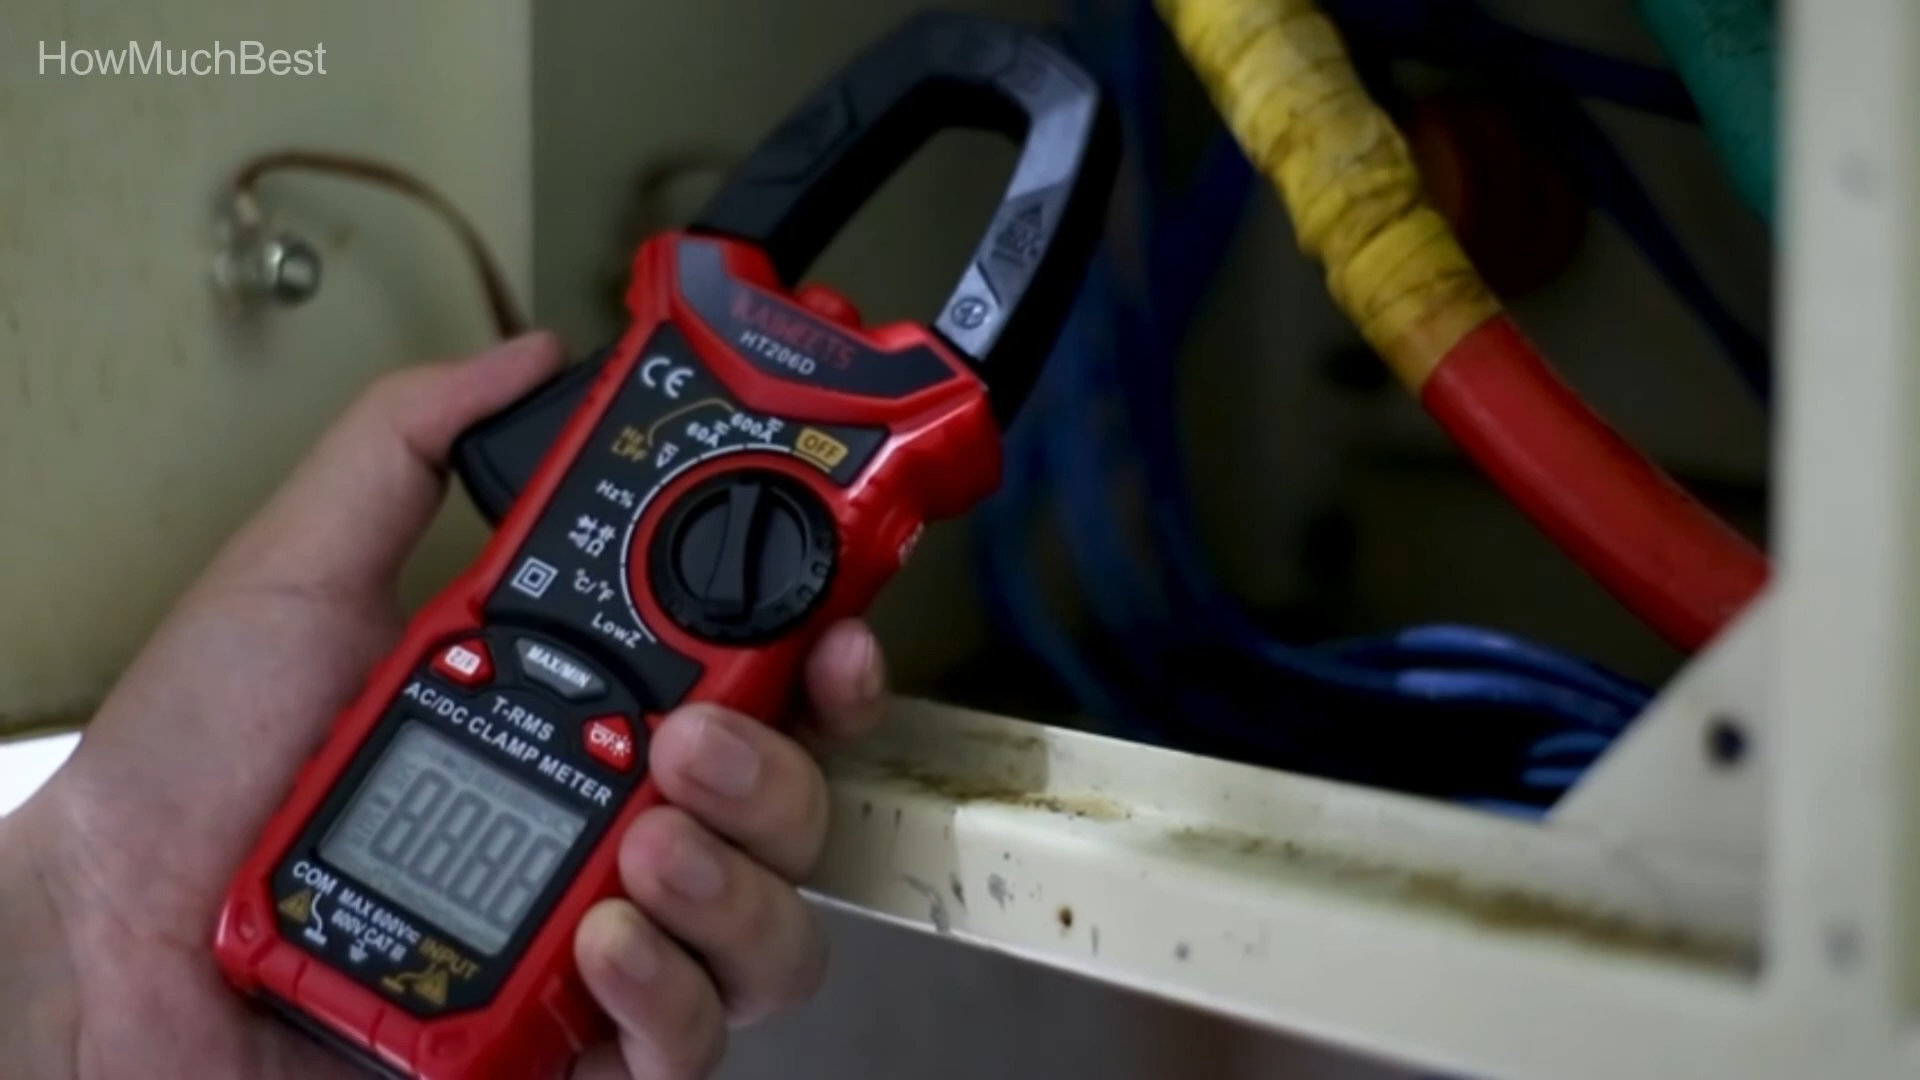 HowMuchBest
KAIWEETS
HT206D
CE
600A
60A
OFF
V
Hz
LPF
Hz%
Ω
°C/°F
LowZ
Z/F
MAX/MIN
T-RMS
AC/DC CLAMP METER
COM
MAX 600V
600V CAT III
INPUT